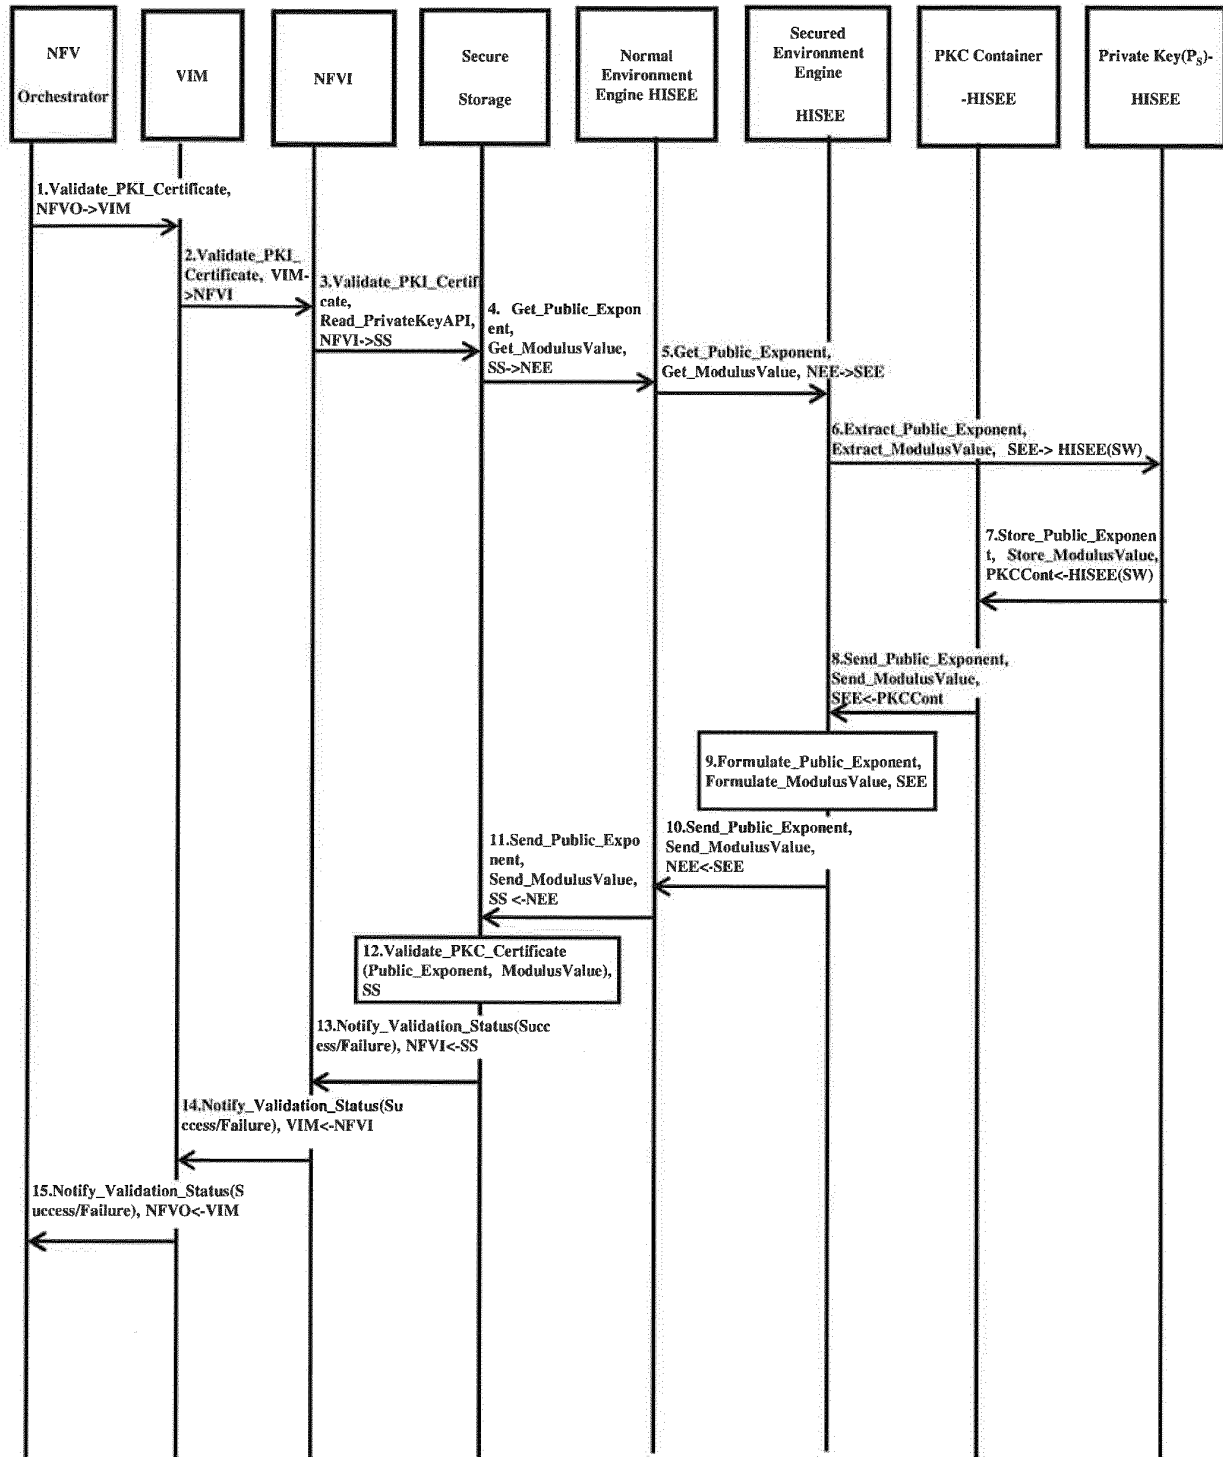 NFV
Orchestrator
VIM
NFVI
Secure
Storage
Normal
Environment
Engine HISEE
Secured
Environment
Engine
HISEE
PKC Container
-HISEE
Private Key(PS)-
HISEE
1.Validate_PKI_Certificate,
NFVO->VIM
2.Validate_PKI_
Certificate, VIM-
>NFVI
3.Validate_PKI_Certifi
cate,
Read_PrivateKeyAPI,
NFVI->SS
4. Get_Public_Expon
ent,
Get_ModulusValue,
SS->NEE
5.Get_Public_Exponent,
Get_ModulusValue, NEE->SEE
6.Extract_Public_Exponent,
Extract_ModulusValue, SEE-> HISEE(SW)
7.Store_Public_Exponen
t, Store_ModulusValue,
PKCCont<-HISEE(SW)
8.Send_Public_Exponent,
Send_ModulusValue,
SEE<-PKCCont
9.Formulate_Public_Exponent,
Formulate_ModulusValue, SEE
10.Send_Public_Exponent,
Send_ModulusValue,
NEE<-SEE
11.Send_Public_Expo
nent,
Send_ModulusValue,
SS <-NEE
12.Validate_PKC_Certificate
(Public_Exponent, ModulusValue),
SS
13.Notify_Validation_Status(Succ
ess/Failure), NFVI<-SS
14.Notify_Validation_Status(Su
ccess/Failure), VIM<-NFVI
15.Notify_Validation_Status(S
uccess/Failure), NFVO<-VIM